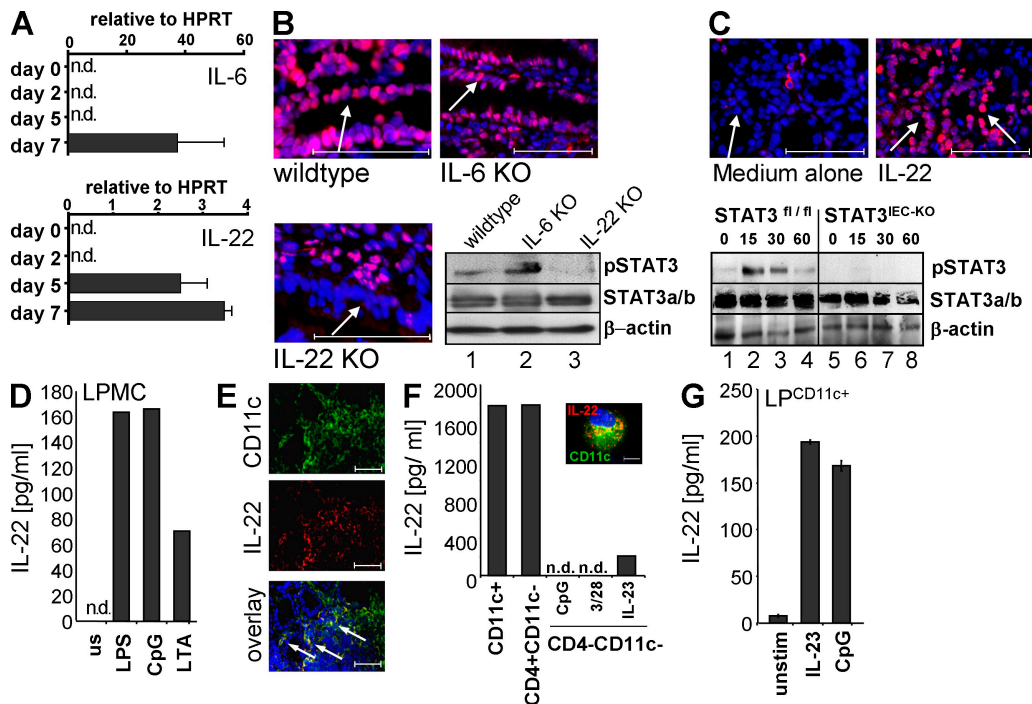 A
relative to HPRT
0 20 40 60
IL-6
day 0 n.d.
day 2 n.d.
day 5 n.d.
day 7
relative to HPRT
0 1 2 3 4
IL-22
day 0 n.d.
day 2 n.d.
day 5
day 7
B
wildtype
IL-6 KO
IL-22 KO
wildtype
IL-6 KO
IL-22 KO
pSTAT3
STAT3a/b
β–actin
1 2 3
C
Medium alone
IL-22
STAT3 fl / fl
STAT3 IEC-KO
0 15 30 60 0 15 30 60
pSTAT3
STAT3a/b
β-actin
1 2 3 4 5 6 7 8
D
LPMC
IL-22 [pg/ml]
180
160
140
120
100
80
60
40
20
0
n.d.
us
LPS
CpG
LTA
E
CD11c
IL-22
overlay
F
IL-22 [pg/ ml]
2000
1600
1200
800
400
0
IL-22
CD11c
n.d. n.d.
CD11c+
CD4+CD11c-
CpG
3/28
IL-23
CD4-CD11c-
G
LP CD11c+
IL-22 [pg/ml]
250
200
150
100
50
0
unstim
IL-23
CpG